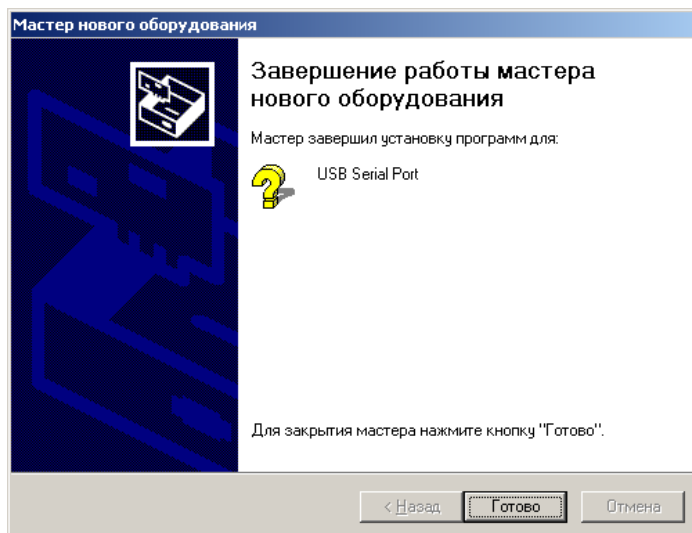 Мастер нового оборудования
Завершение работы мастера
нового оборудования
Мастер завершил установку программ для:
USB Serial Port
Для закрытия мастера нажмите кнопку "Готово".
< Назад
Готово
Отмена